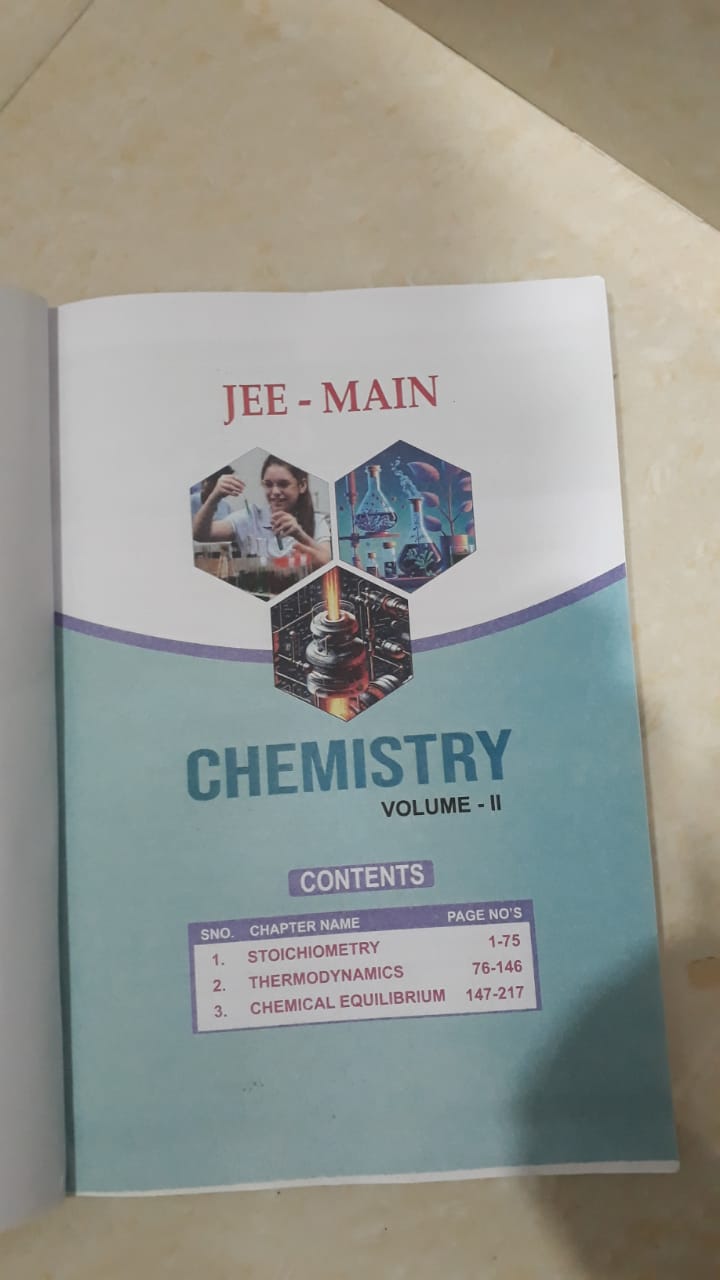 JEE - MAIN
CHEMISTRY
VOLUME - II
CONTENTS
SNO. CHAPTER NAME PAGE NO'S
1. STOICHIOMETRY 1-75
2. THERMODYNAMICS 76-146
3. CHEMICAL EQUILIBRIUM 147-217